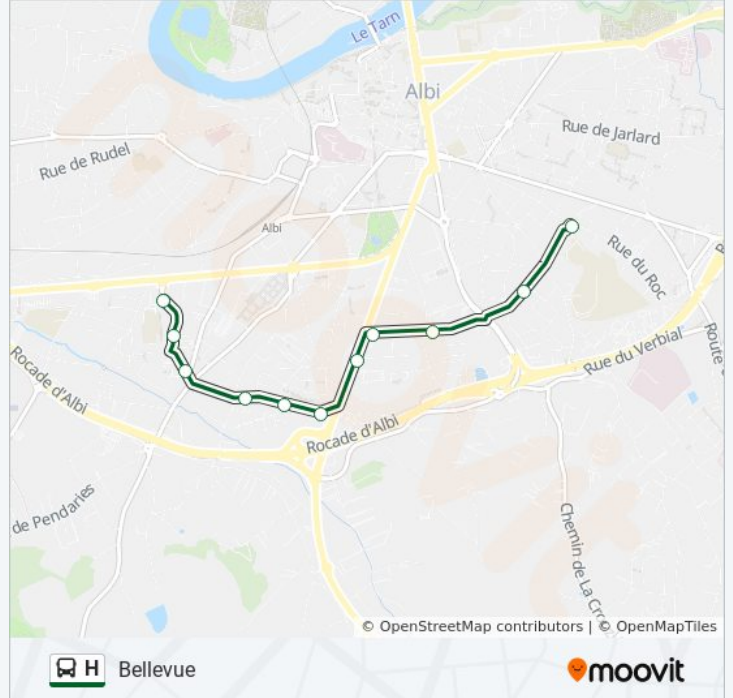 Le Tarn
Albi
Rue de Jarlard
Rue de Rudel
Albi
Rue du Roc
Rocade d'Albi
Rue du Verbial
Route
Rocade d'Albi
de Pendaries
Chemin de La Cro
© OpenStreetMap contributors | © OpenMapTiles
H Bellevue
moovit